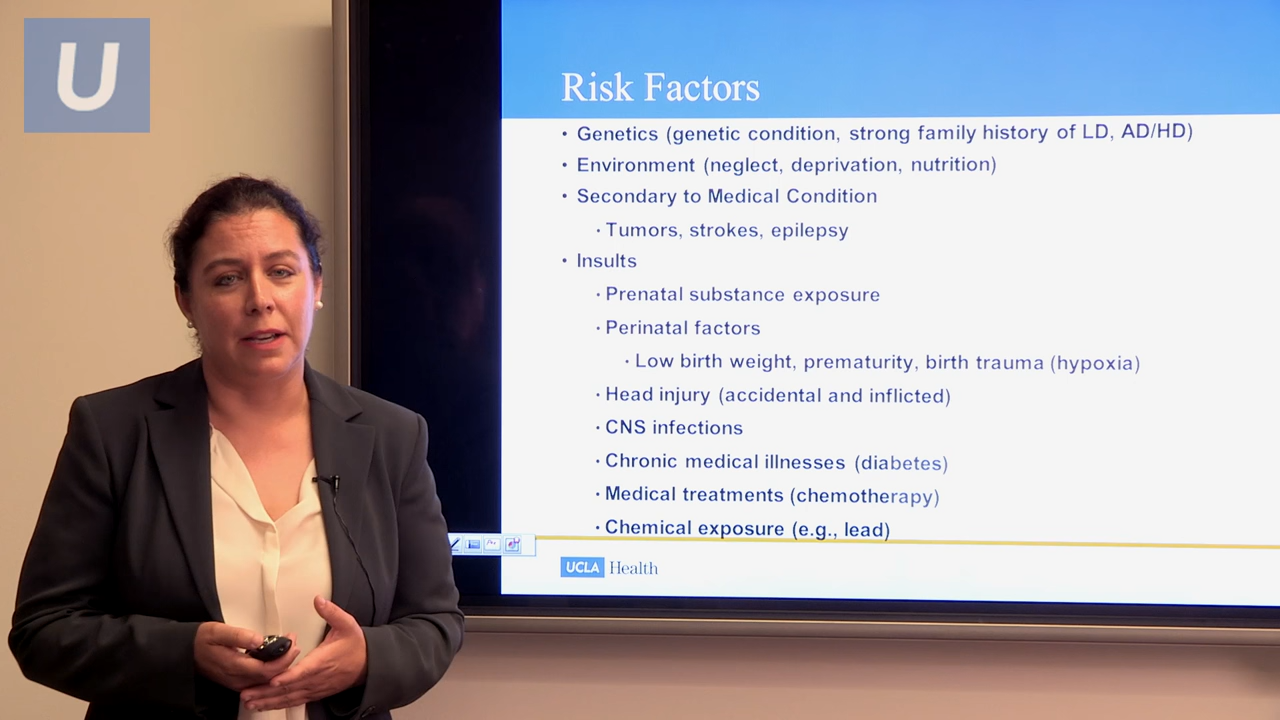 U
Risk Factors
• Genetics (genetic condition, strong family history of LD, AD/HD)
• Environment (neglect, deprivation, nutrition)
• Secondary to Medical Condition
• Tumors, strokes, epilepsy
• Insults
• Prenatal substance exposure
• Perinatal factors
• Low birth weight, prematurity, birth trauma (hypoxia)
• Head injury (accidental and inflicted)
• CNS infections
• Chronic medical illnesses (diabetes)
• Medical treatments (chemotherapy)
• Chemical exposure (e.g., lead)
UCLA Health